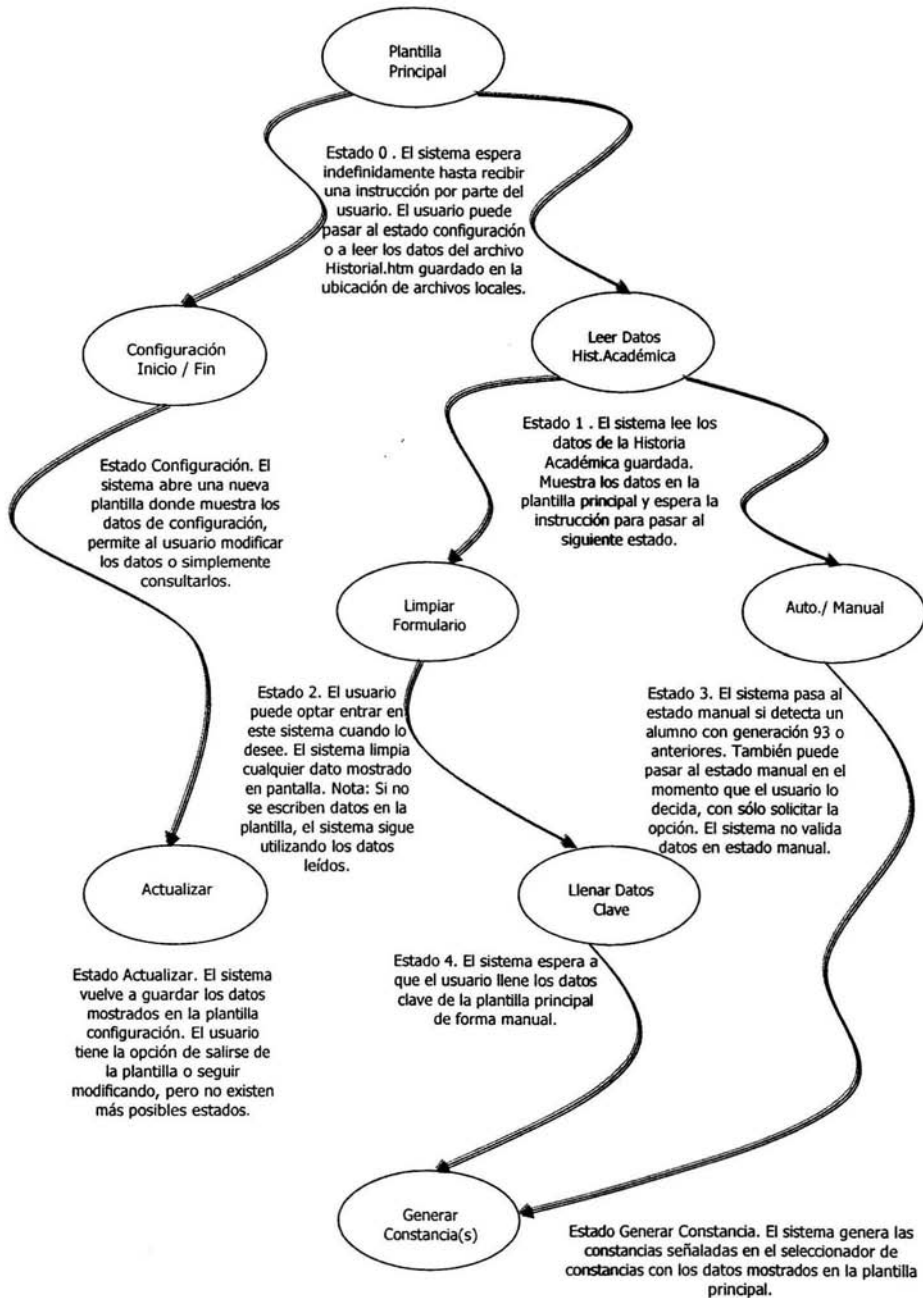 Plantilla
Principal
Estado 0 . El sistema espera
indefinidamente hasta recibir
una instrucción por parte del
usuario. El usuario puede
pasar al estado configuración
o a leer los datos del archivo
Historial.htm guardado en la
ubicación de archivos locales.
Configuración
Inicio / Fin
Leer Datos
Hist.Académica
Estado Configuración. El
sistema abre una nueva
plantilla donde muestra los
datos de configuración,
permite al usuario modificar
los datos o simplemente
consultarlos.
Estado 1 . El sistema lee los
datos de la Historia
Académica guardada.
Muestra los datos en la
plantilla principal y espera la
instrucción para pasar al
siguiente estado.
Limpiar
Formulario
Auto./ Manual
Estado 2. El usuario
puede optar entrar en
este sistema cuando lo
desee. El sistema limpia
cualquier dato mostrado
en pantalla. Nota: Si no
se escriben datos en la
plantilla, el sistema sigue
utilizando los datos
leídos.
Estado 3. El sistema pasa al
estado manual si detecta un
alumno con generación 93 o
anteriores. También puede
pasar al estado manual en el
momento que el usuario lo
decida, con sólo solicitar la
opción. El sistema no valida
datos en estado manual.
Actualizar
Llenar Datos
Clave
Estado Actualizar. El sistema
vuelve a guardar los datos
mostrados en la plantilla
configuración. El usuario
tiene la opción de salirse de
la plantilla o seguir
modificando, pero no existen
más posibles estados.
Estado 4. El sistema espera a
que el usuario llene los datos
clave de la plantilla principal
de forma manual.
Generar
Constancia(s)
Estado Generar Constancia. El sistema genera las
constancias señaladas en el seleccionador de
constancias con los datos mostrados en la plantilla
principal.